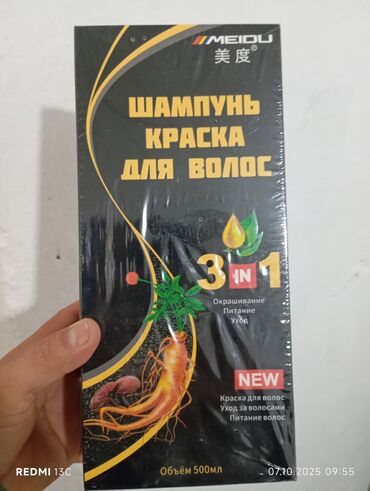 MEIDU
美度®
ШАМПУНЬ
КРАСКА
ДЛЯ ВОЛОС
3 IN 1
Окрашивание
Питание
Уход
NEW
Краска для волос
Уход за волосами
Питание волос
Объём 500мл
REDMI 13C
07.10.2025 09:55